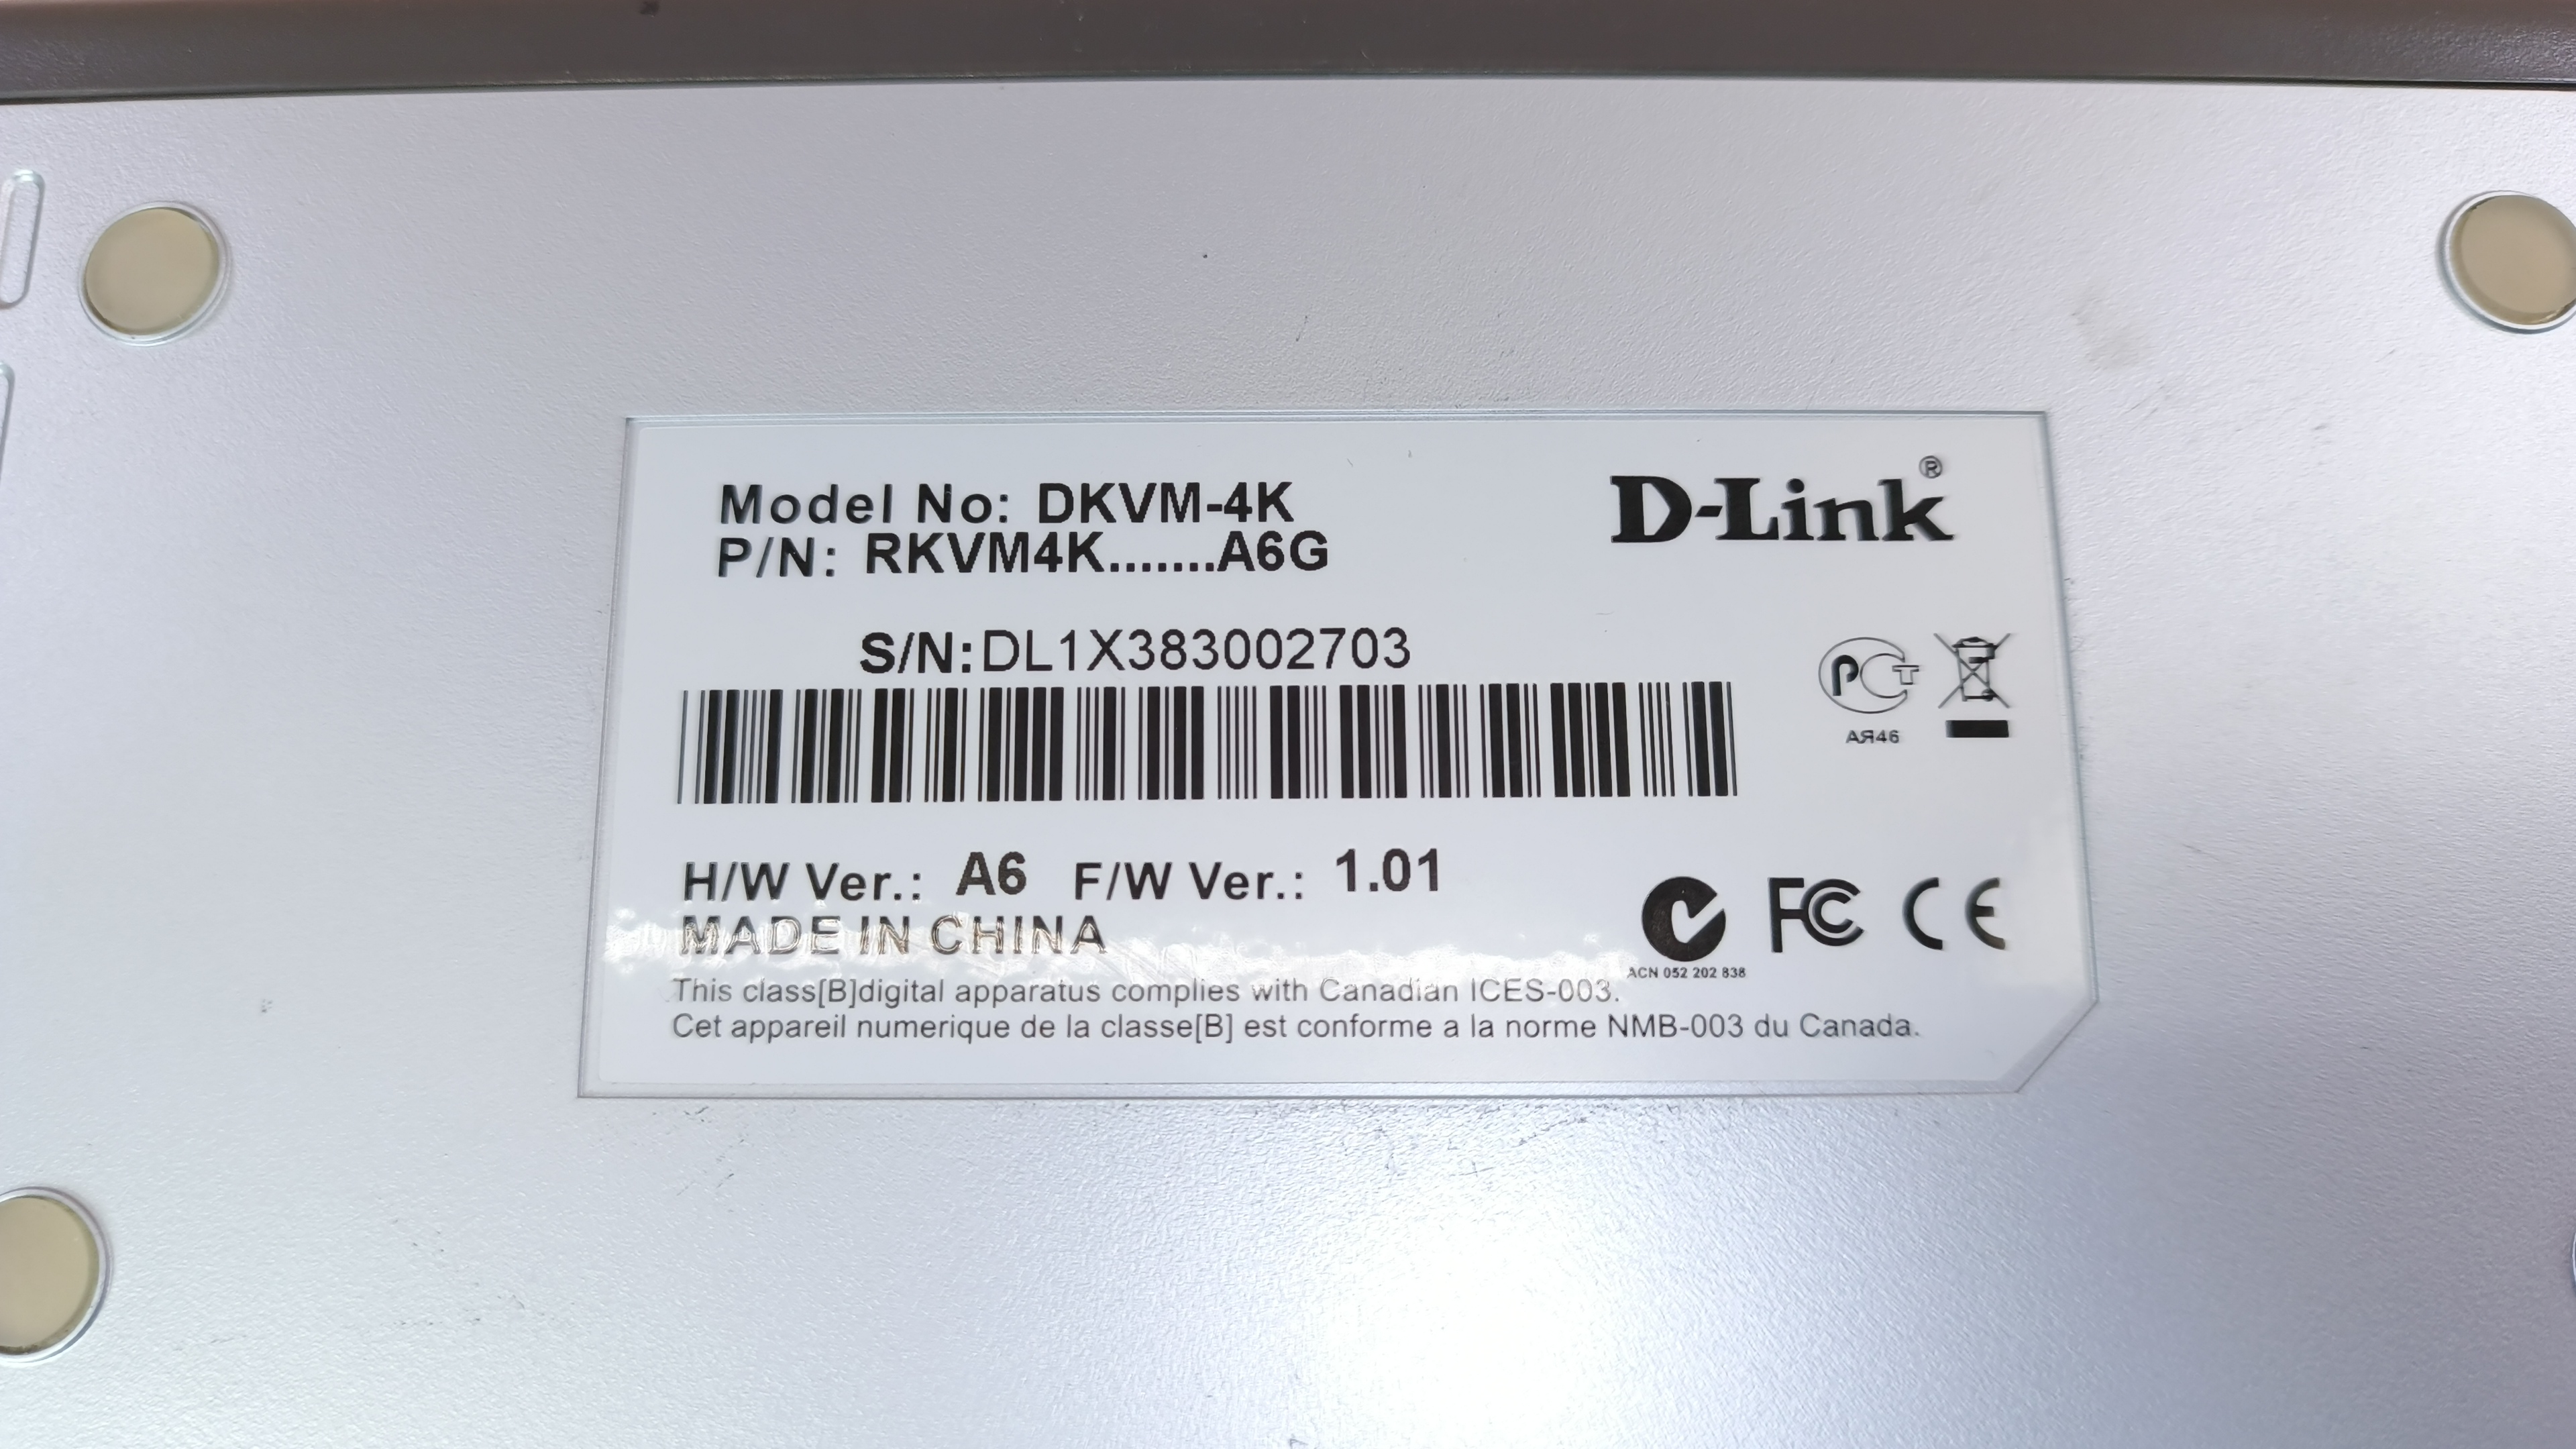 Model No: DKVM-4K
P/N: RKVM4K.......A6G
D-Link®
S/N:DL1X383002703
РСТ
АЯ46
H/W Ver.: A6 F/W Ver.: 1.01
MADE IN CHINA
FC CE
ACN 052 202 838
This class[B]digital apparatus complies with Canadian ICES-003.
Cet appareil numerique de la classe[B] est conforme a la norme NMB-003 du Canada.